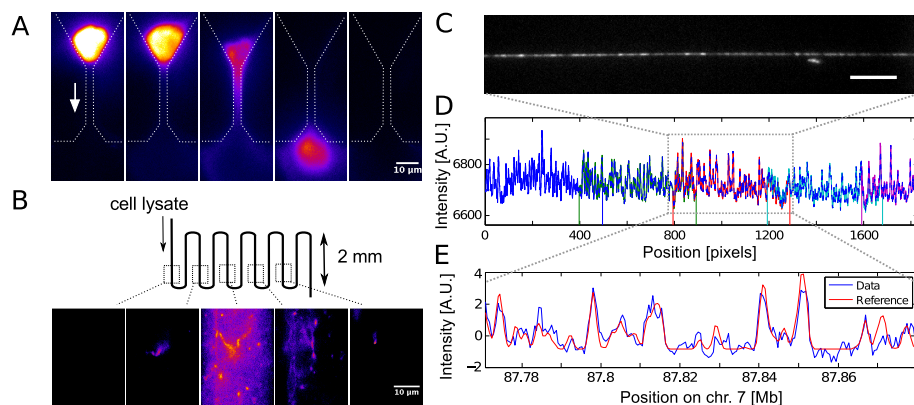 A
10 μm
B
cell lysate
2 mm
10 μm
C
D
Intensity [A.U.]
6800
6600
0 400 800 1200 1600
Position [pixels]
E
Intensity [A.U.]
4
2
0
−2
Data
Reference
87.78 87.8 87.82 87.84 87.86
Position on chr. 7 [Mb]